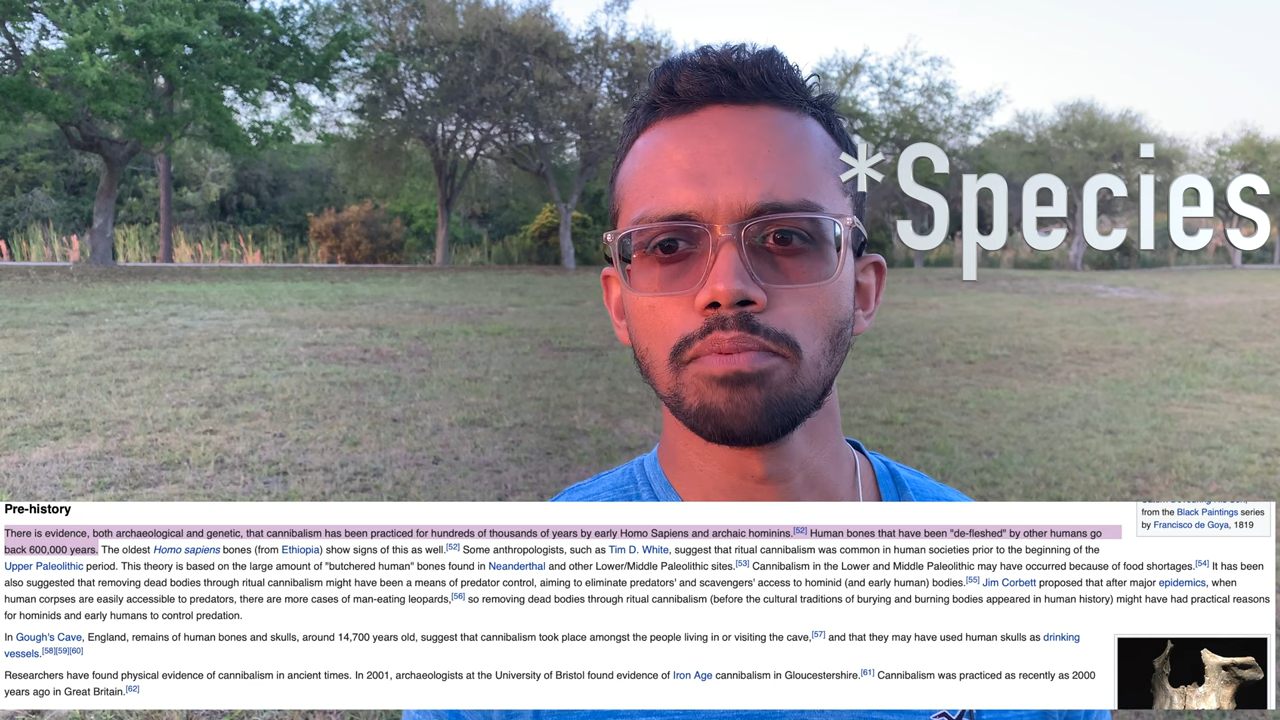 *Species
Pre-history
from the Black Paintings series
by Francisco de Goya, 1819
There is evidence, both archaeological and genetic, that cannibalism has been practiced for hundreds of thousands of years by early Homo Sapiens and archaic hominins.[52] Human bones that have been "de-fleshed" by other humans go
back 600,000 years. The oldest Homo sapiens bones (from Ethiopia) show signs of this as well.[52] Some anthropologists, such as Tim D. White, suggest that ritual cannibalism was common in human societies prior to the beginning of the
Upper Paleolithic period. This theory is based on the large amount of "butchered human" bones found in Neanderthal and other Lower/Middle Paleolithic sites.[53] Cannibalism in the Lower and Middle Paleolithic may have occurred because of food shortages.[54] It has been
also suggested that removing dead bodies through ritual cannibalism might have been a means of predator control, aiming to eliminate predators' and scavengers' access to hominid (and early human) bodies.[55] Jim Corbett proposed that after major epidemics, when
human corpses are easily accessible to predators, there are more cases of man-eating leopards,[56] so removing dead bodies through ritual cannibalism (before the cultural traditions of burying and burning bodies appeared in human history) might have had practical reasons
for hominids and early humans to control predation.
In Gough's Cave, England, remains of human bones and skulls, around 14,700 years old, suggest that cannibalism took place amongst the people living in or visiting the cave,[57] and that they may have used human skulls as drinking
vessels.[58][59][60]
Researchers have found physical evidence of cannibalism in ancient times. In 2001, archaeologists at the University of Bristol found evidence of Iron Age cannibalism in Gloucestershire.[61] Cannibalism was practiced as recently as 2000
years ago in Great Britain.[62]